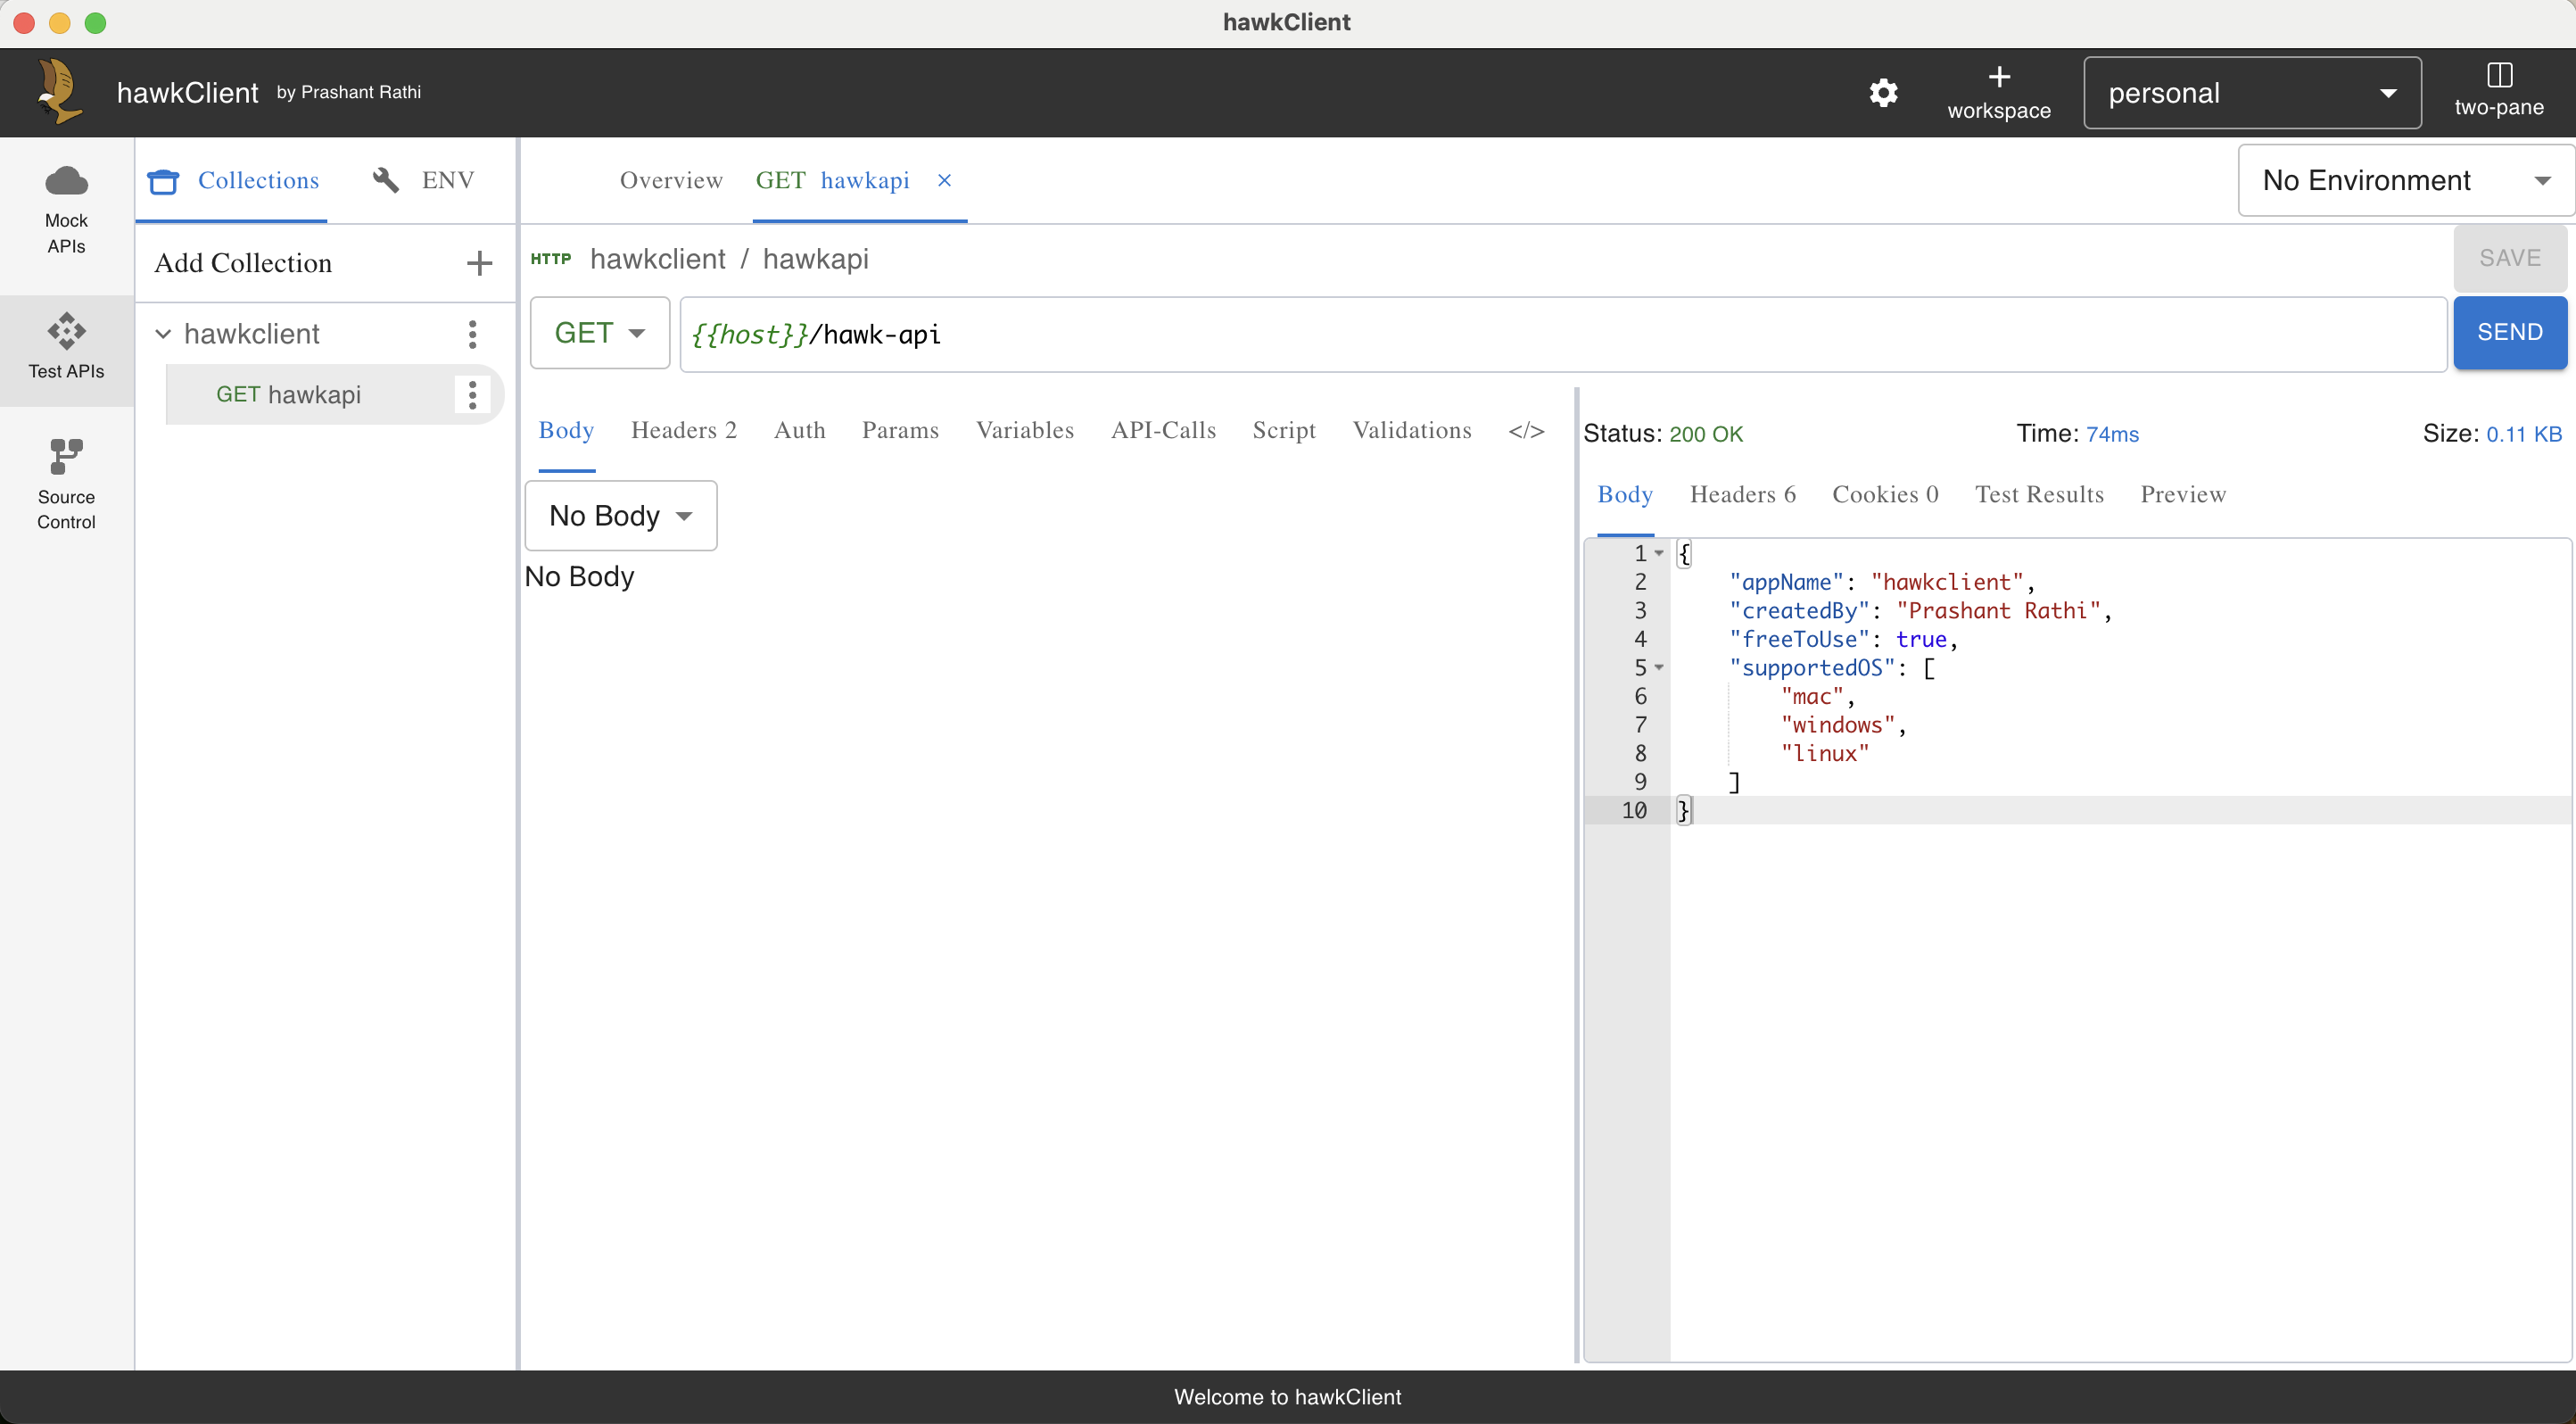 hawkClient
hawkClient by Prashant Rathi
workspace
personal
two-pane
Mock
APIs
Test APIs
Source
Control
Collections
ENV
Add Collection
hawkclient
GET hawkapi
Overview
GET hawkapi ×
No Environment
HTTP hawkclient / hawkapi
SAVE
GET
{{host}}/hawk-api
SEND
Body Headers 2 Auth Params Variables API-Calls Script Validations </>
No Body
No Body
Status: 200 OK Time: 74ms Size: 0.11 KB
Body Headers 6 Cookies 0 Test Results Preview
1 {
2 "appName": "hawkclient",
3 "createdBy": "Prashant Rathi",
4 "freeToUse": true,
5 "supportedOS": [
6 "mac",
7 "windows",
8 "linux"
9 ]
10 }
Welcome to hawkClient